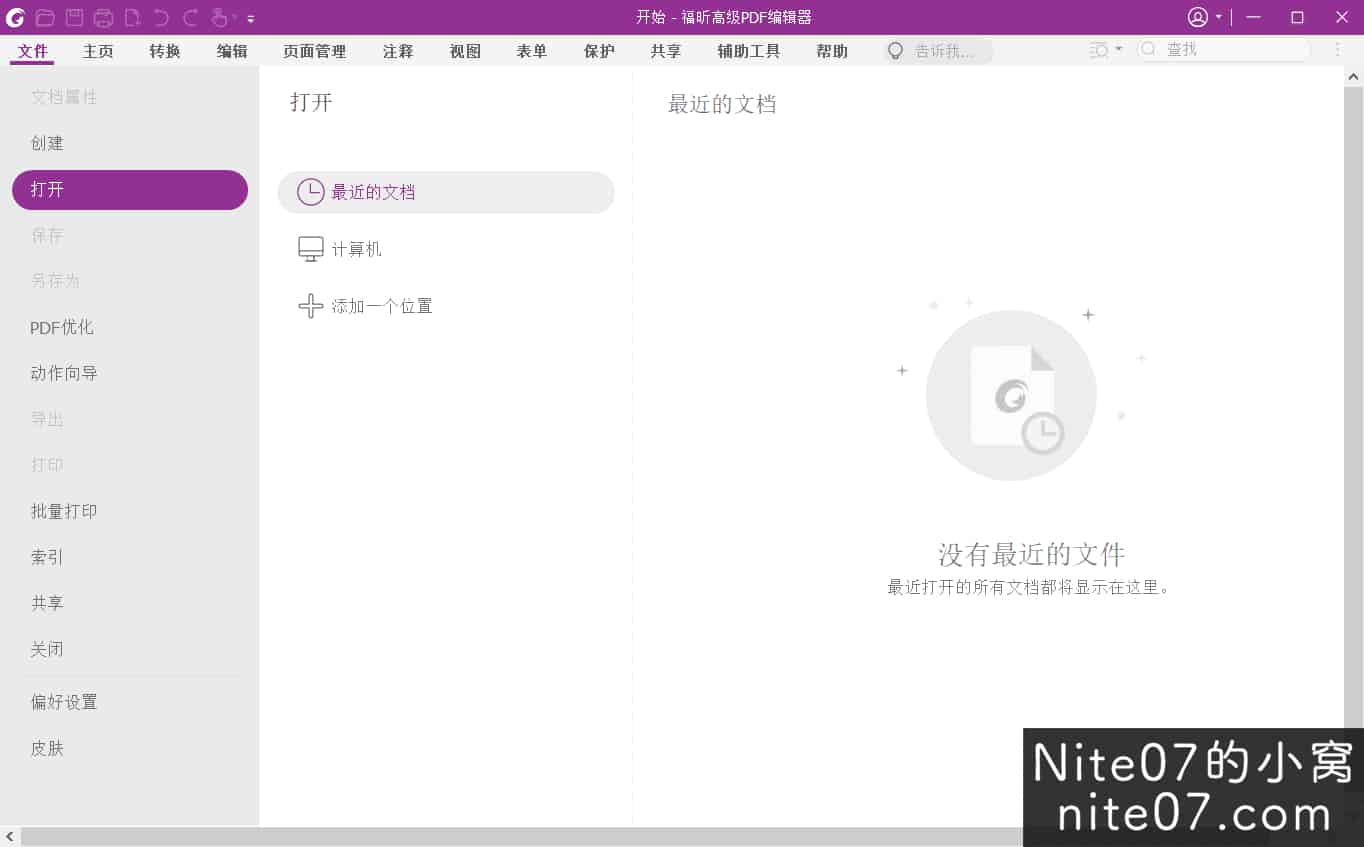 开始 - 福昕高级PDF编辑器
文件 主页 转换 编辑 页面管理 注释 视图 表单 保护 共享 辅助工具 帮助 告诉我... 查找
文档属性
创建
打开
保存
另存为
PDF优化
动作向导
导出
打印
批量打印
索引
共享
关闭
偏好设置
皮肤
打开
最近的文档
计算机
添加一个位置
最近的文档
没有最近的文件
最近打开的所有文档都将显示在这里。
Nite07的小窝
nite07.com